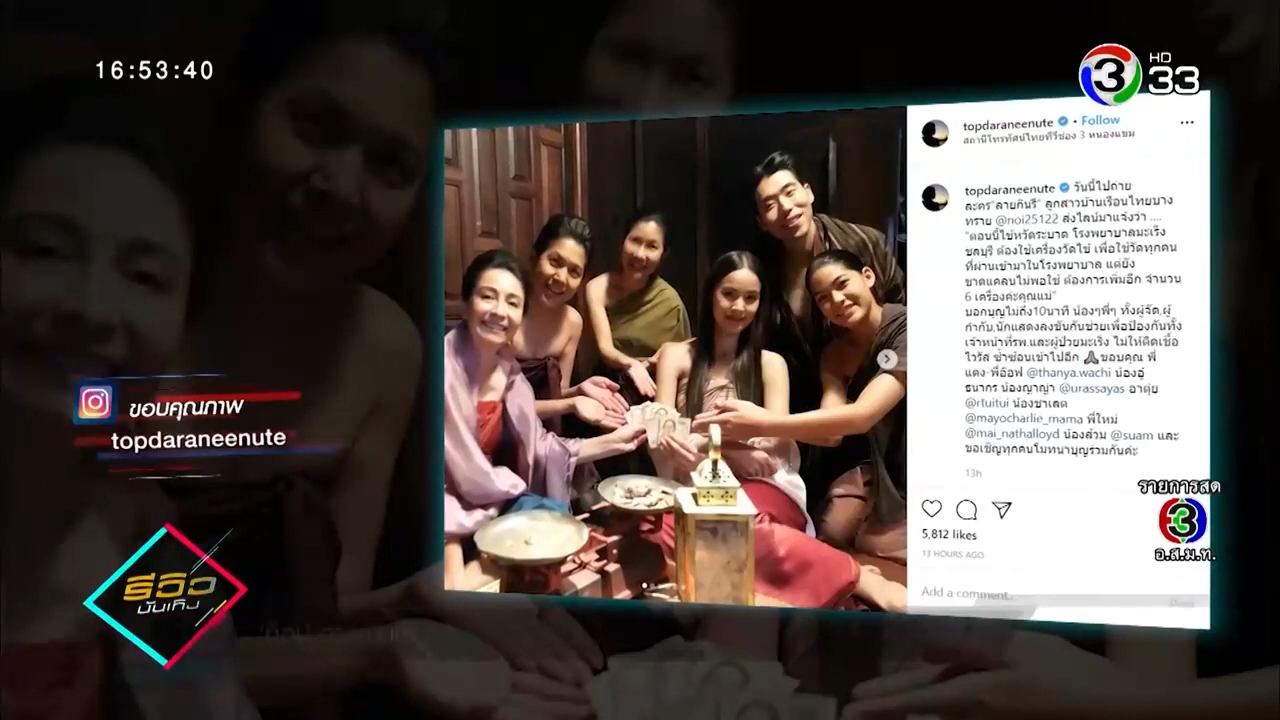 16:53:40
3 HD 33
topdaraneenute • Follow
สถานีโทรทัศน์ไทยทีวีช่อง 3 หนองแขม
topdaraneenute วันนี้ไปถ่าย
ละคร"ลายกินรี" ลูกสาวบ้านเรือนไทยบาง
ทราย @noi25122 ส่งไลน์มาแจ้งว่า ....
"ตอนนี้ไข้หวัดระบาด โรงพยาบาลมะเร็ง
ชลบุรี ต้องใช้เครื่องวัดไข้ เพื่อใช้วัดทุกคน
ที่ผ่านเข้ามาในโรงพยาบาล แต่ยัง
ขาดแคลนไม่พอใช้ ต้องการเพิ่มอีก จำนวน
6 เครื่องค่ะคุณแม่"
บอกบุญไม่ถึง10นาที น้องๆพี่ๆ ทั้งผู้จัด,ผู้
กำกับ,นักแสดงลงขันกันช่วยเพื่อป้องกันทั้ง
เจ้าหน้าที่รพ.และผู้ป่วยมะเร็ง ไม่ให้ติดเชื้อ
ไวรัส ซ้ำซ้อนเข้าไปอีก 🙏ขอบคุณ พี่
แดง-พี่อ๊อฟ @thanya.wachi น้องอู๋
ธนากร น้องญาญ่า @urassayas อาตุ่ย
@rtuitui น้องชาเลต
@mayocharlie_mama พี่ใหม่
@mai_nathalloyd น้องส้วม @suam และ
ขอเชิญทุกคนโมทนาบุญร่วมกันค่ะ
13h
5,812 likes
13 HOURS AGO
Add a comment..
ขอบคุณภาพ
topdaraneenute
รีวิว
บันเทิง
รายการสด
3
อ.ส.ม.ท.